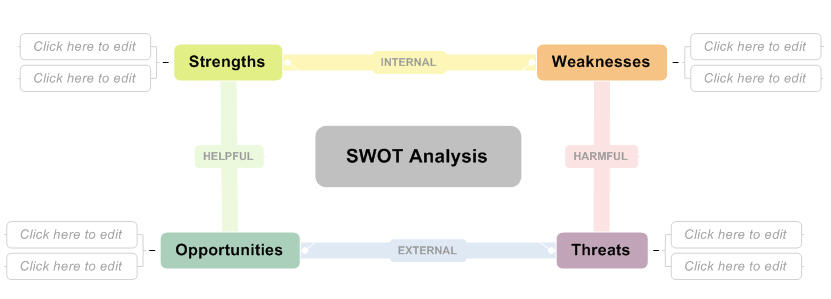 Click here to edit
Click here to edit
Strengths
INTERNAL
Weaknesses
Click here to edit
Click here to edit
HELPFUL
SWOT Analysis
HARMFUL
Click here to edit
Click here to edit
Opportunities
EXTERNAL
Threats
Click here to edit
Click here to edit